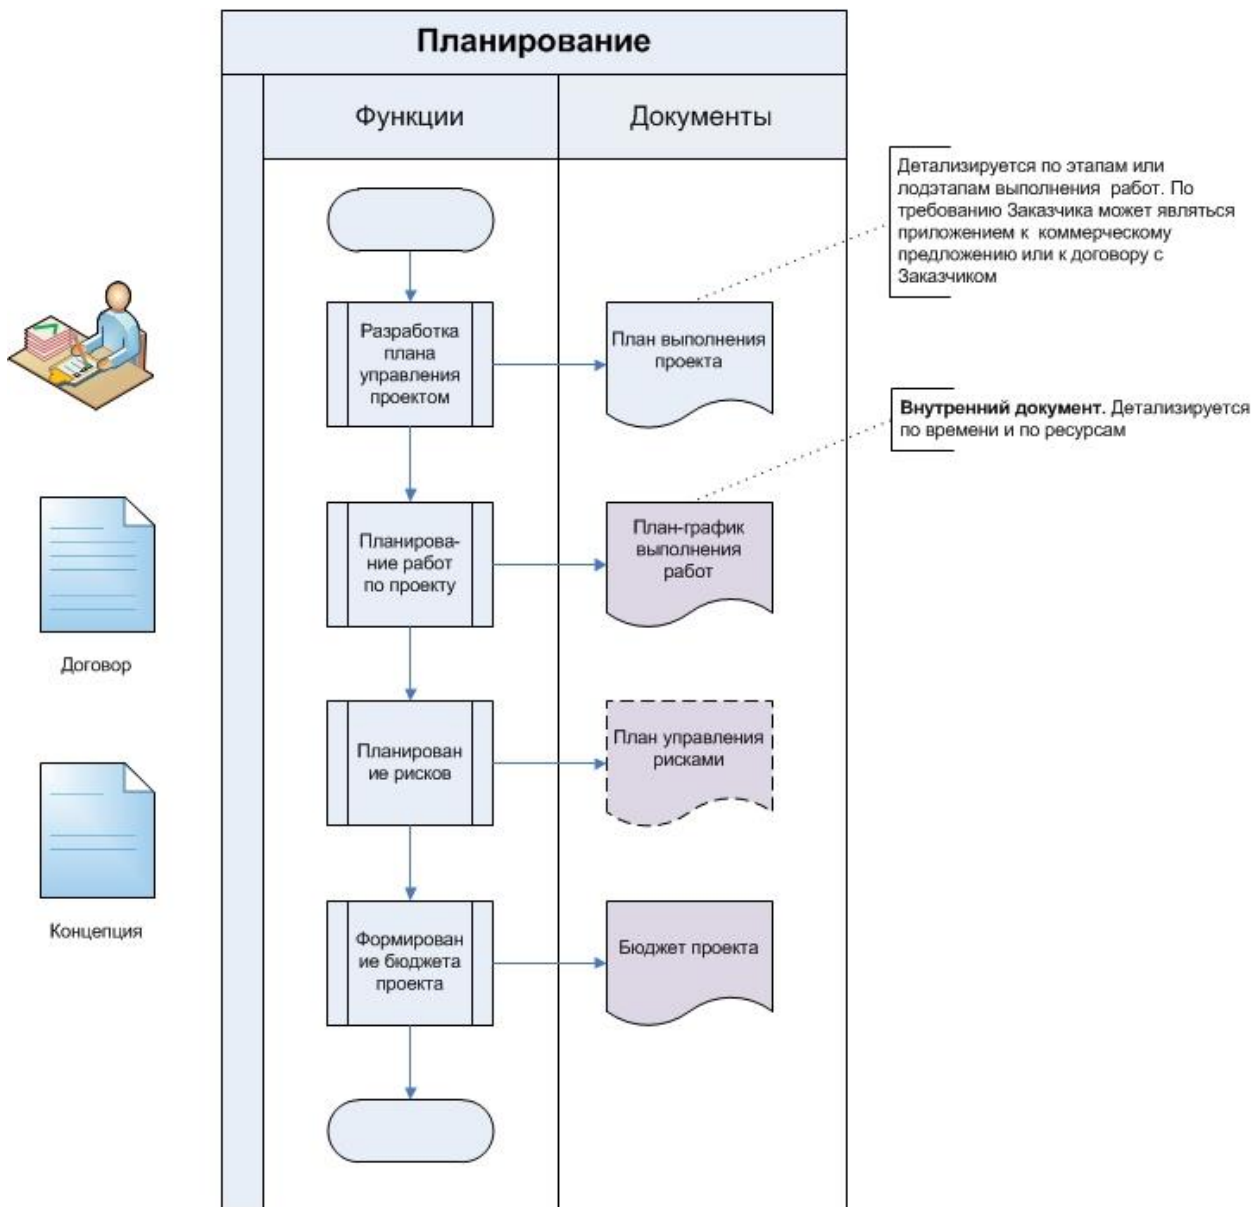 Планирование
Функции
Документы
Детализируется по этапам или
лодэтапам выполнения работ. По
требованию Заказчика может являться
приложением к коммерческому
предложению или к договору с
Заказчиком
Разработка
плана
управления
проектом
План выполнения
проекта
Внутренний документ. Детализируется
по времени и по ресурсам
Договор
Планирова-
ние работ
по проекту
План-график
выполнения
работ
Планирован
ие рисков
План управления
рисками
Концепция
Формирован
ие бюджета
проекта
Бюджет проекта